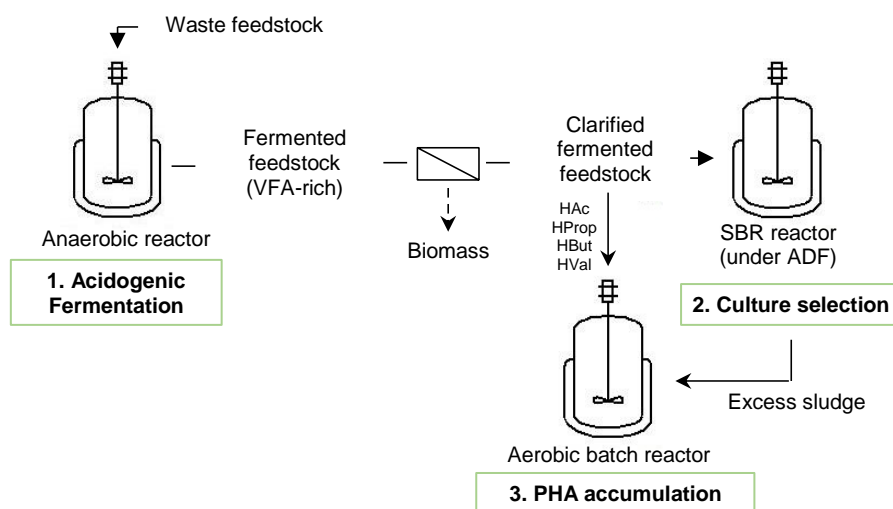 Waste feedstock
Fermented
feedstock
(VFA-rich)
Clarified
fermented
feedstock
HAc
HProp
HBut
HVal
Anaerobic reactor
Biomass
SBR reactor
(under ADF)
1. Acidogenic
Fermentation
2. Culture selection
Excess sludge
Aerobic batch reactor
3. PHA accumulation